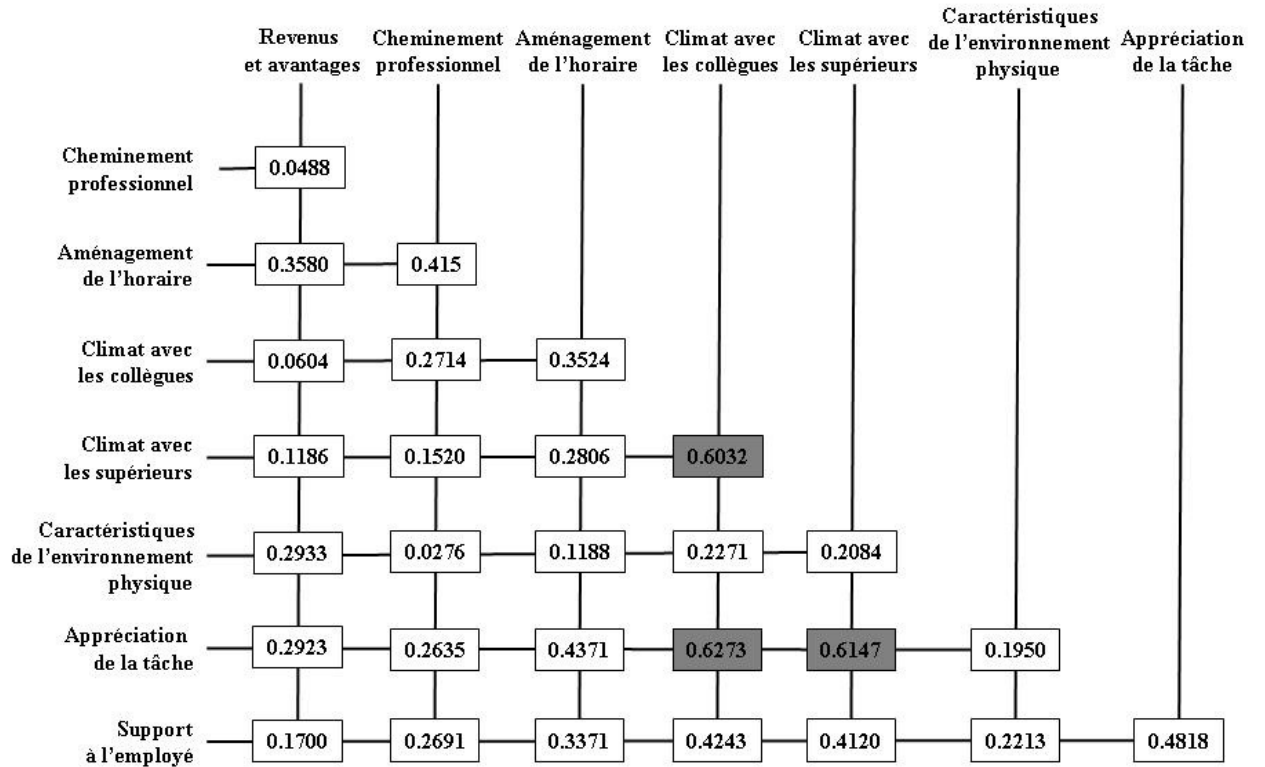 Revenus
et avantages
Cheminement
professionnel
Aménagement
de l'horaire
Climat avec
les collègues
Climat avec
les supérieurs
Caractéristiques
de l'environnement
physique
Appréciation
de la tâche
Cheminement
professionnel
0.0488
Aménagement
de l'horaire
0.3580 0.415
Climat avec
les collègues
0.0604 0.2714 0.3524
Climat avec
les supérieurs
0.1186 0.1520 0.2806 0.6032
Caractéristiques
de l'environnement
physique
0.2933 0.0276 0.1188 0.2271 0.2084
Appréciation
de la tâche
0.2923 0.2635 0.4371 0.6273 0.6147 0.1950
Support
à l'employé
0.1700 0.2691 0.3371 0.4243 0.4120 0.2213 0.4818